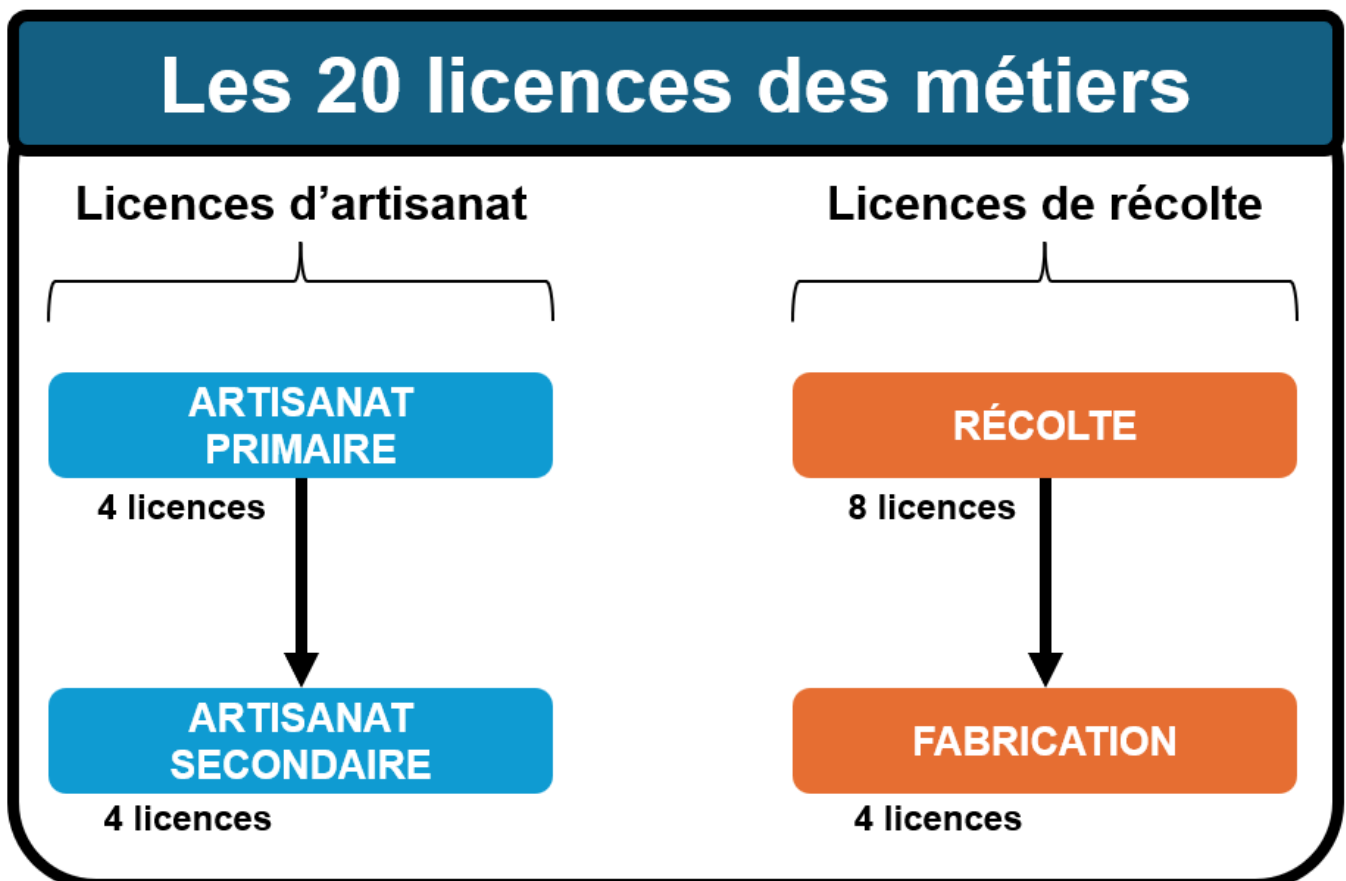 Les 20 licences des métiers
Licences d’artisanat
Licences de récolte
ARTISANAT
PRIMAIRE
RÉCOLTE
4 licences
8 licences
ARTISANAT
SECONDAIRE
FABRICATION
4 licences
4 licences